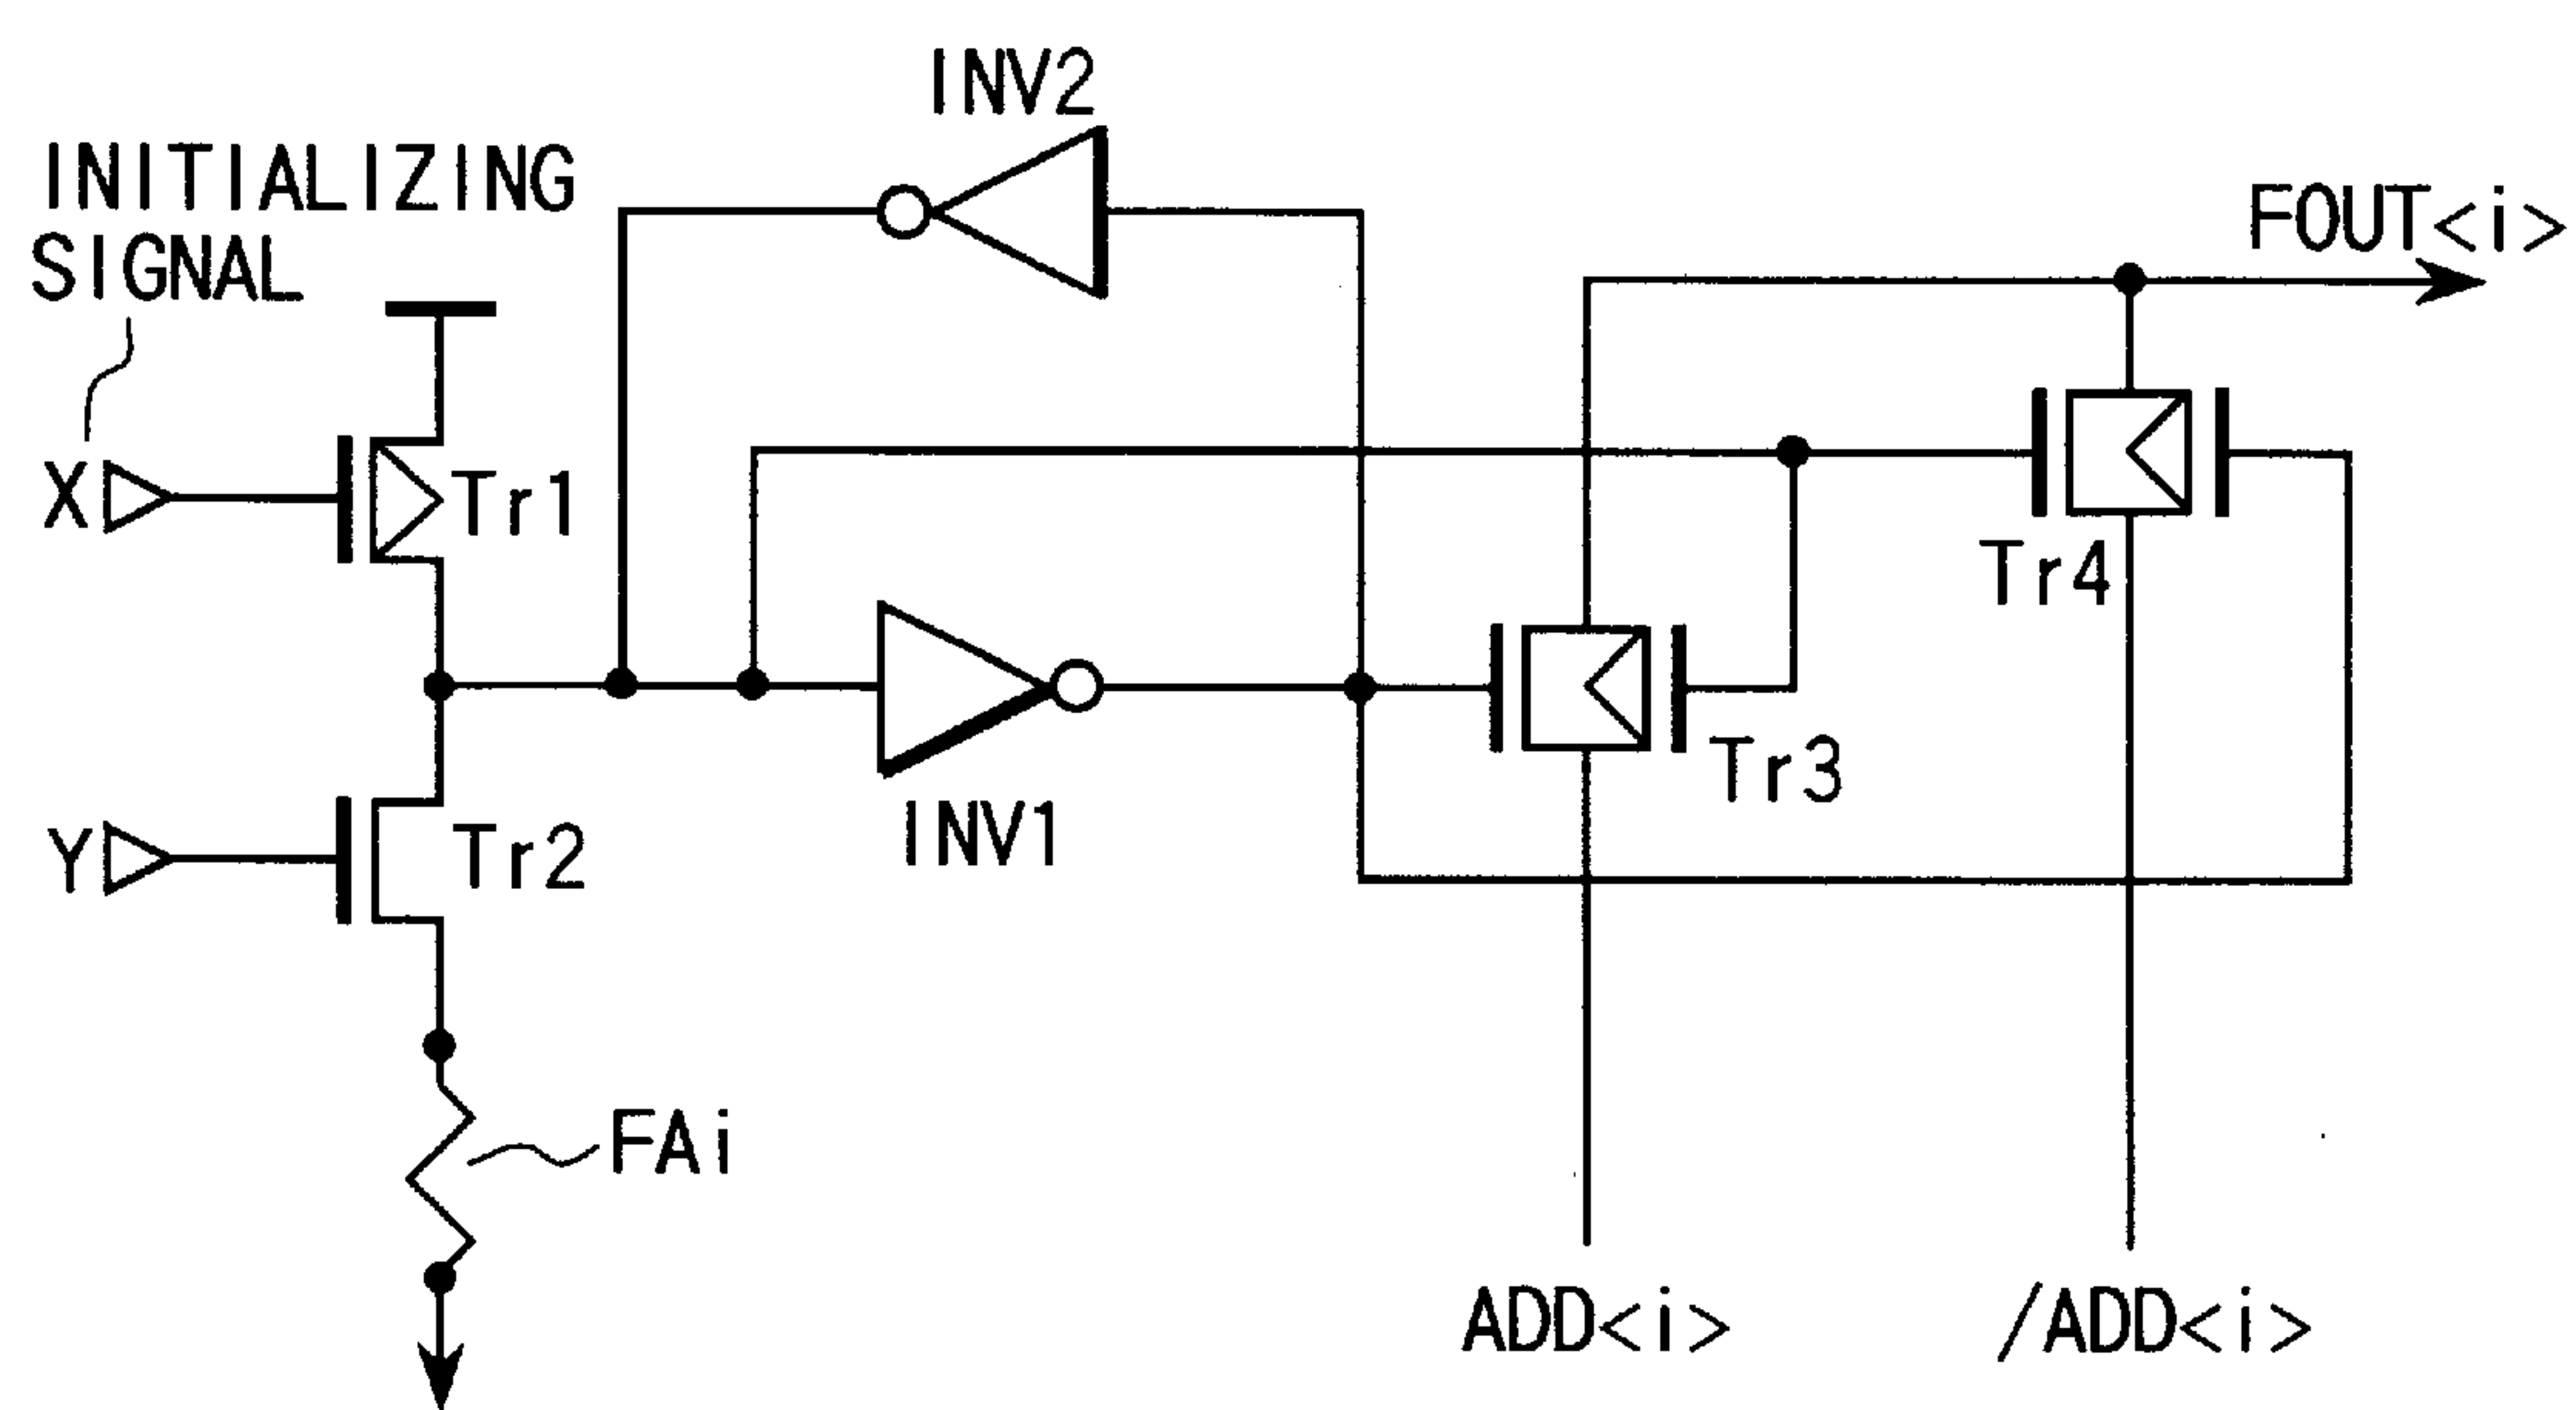 INV2
INITIALIZING
SIGNAL
FOUT<i>
X
Tr1
Tr4
Tr3
Y
Tr2
INV1
FAi
ADD<i>
/ADD<i>